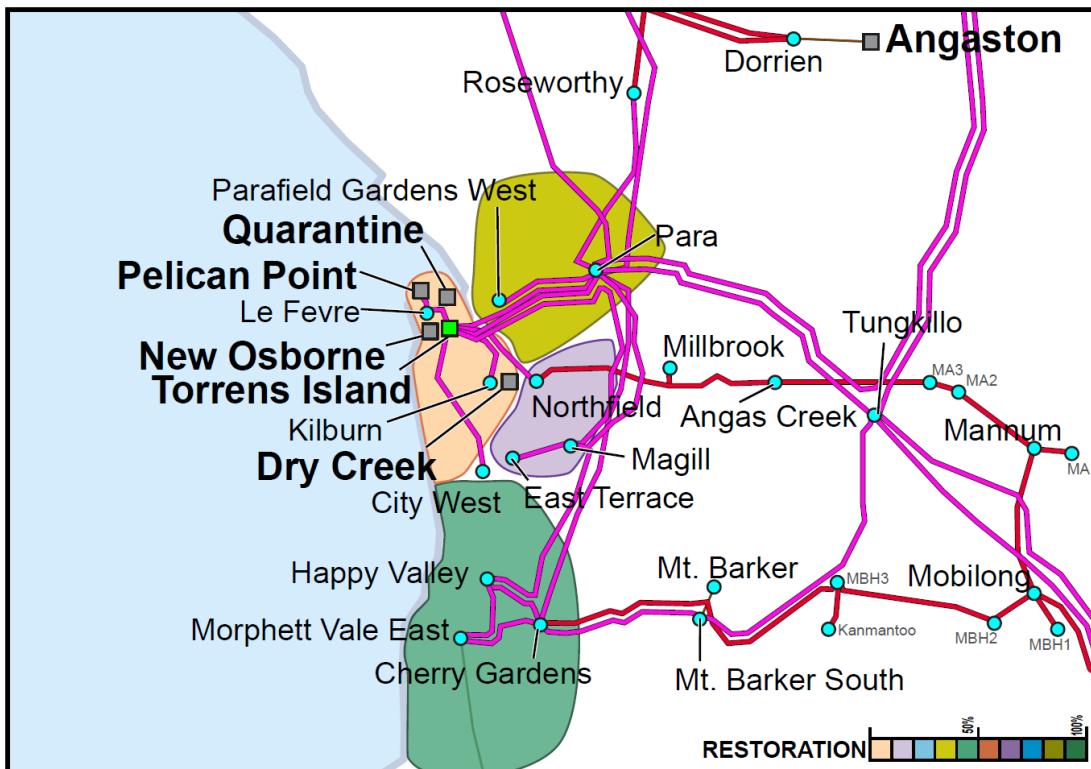 Angaston
Dorrien
Roseworthy
Parafield Gardens West
Quarantine
Para
Pelican Point
Le Fevre
Tungkillo
New Osborne
Millbrook
Torrens Island
MA3
MA2
Northfield
Angas Creek
Kilburn
Mannum
Dry Creek
Magill
MA
City West
East Terrace
Happy Valley
Mt. Barker
MBH3
Mobilong
Morphett Vale East
Kanmantoo
MBH2
MBH1
Cherry Gardens
Mt. Barker South
RESTORATION
50%
100%